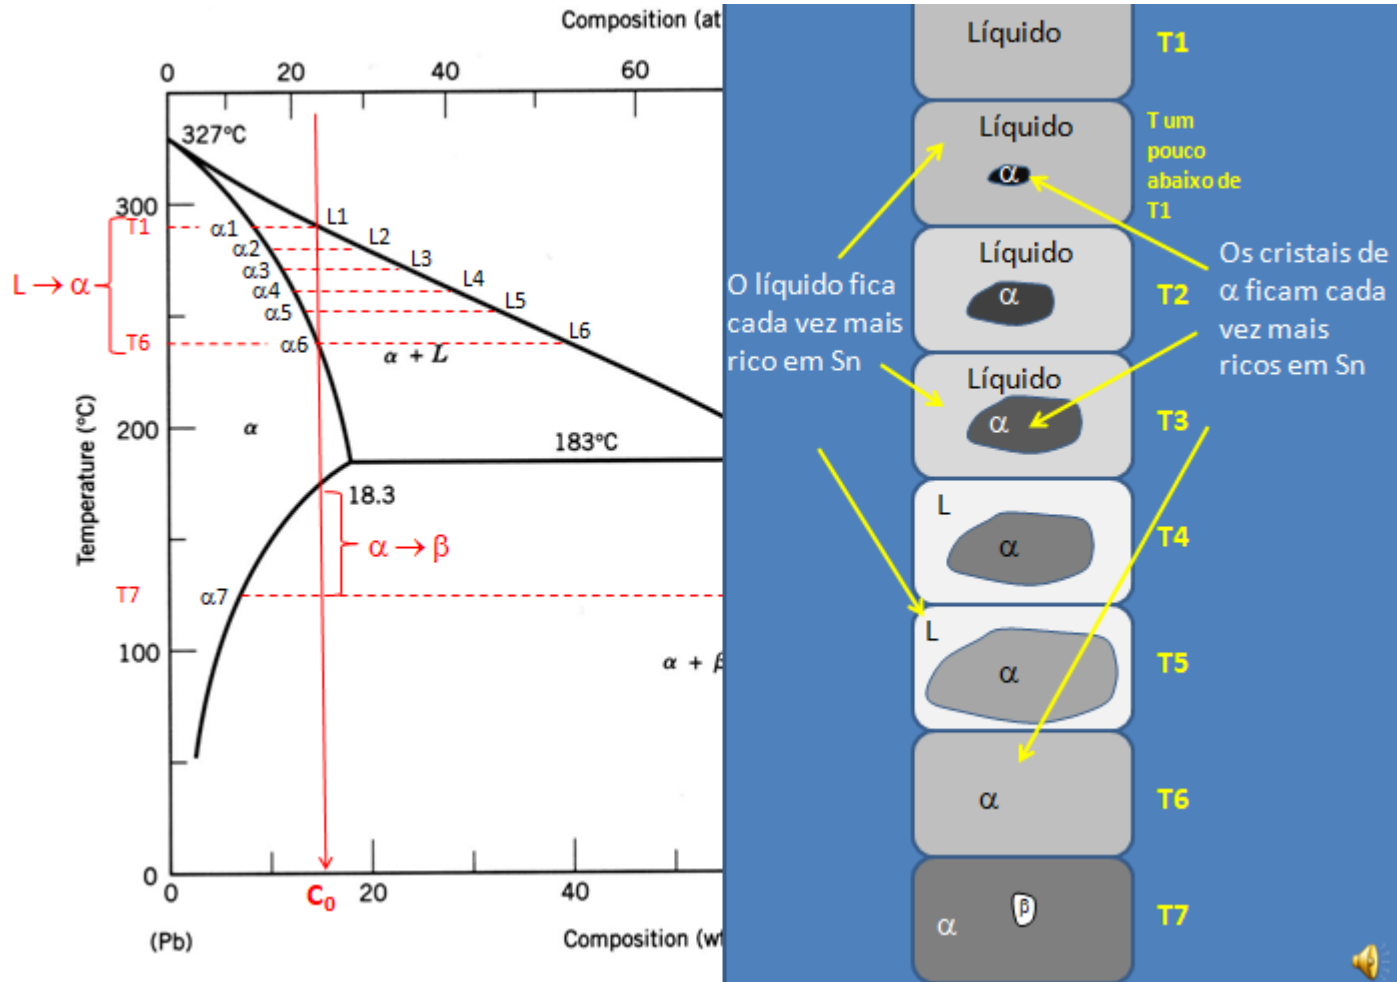 Composition (at
0 20 40 60
327°C
300
T1
α1
L1
α2
L2
α3
L3
L → α
α4
L4
α5
L5
T6
α6
L6
α + L
Temperature (°C)
200
α
183°C
18.3
α → β
T7
α7
100
α + β
0
0 C₀ 20 40
(Pb)
Composition (w
Líquido
T1
Líquido
α
T um
pouco
abaixo de
T1
Líquido
α
T2
O líquido fica
cada vez mais
rico em Sn
Os cristais de
α ficam cada
vez mais
ricos em Sn
Líquido
α
T3
L
α
T4
L
α
T5
α
T6
α
β
T7